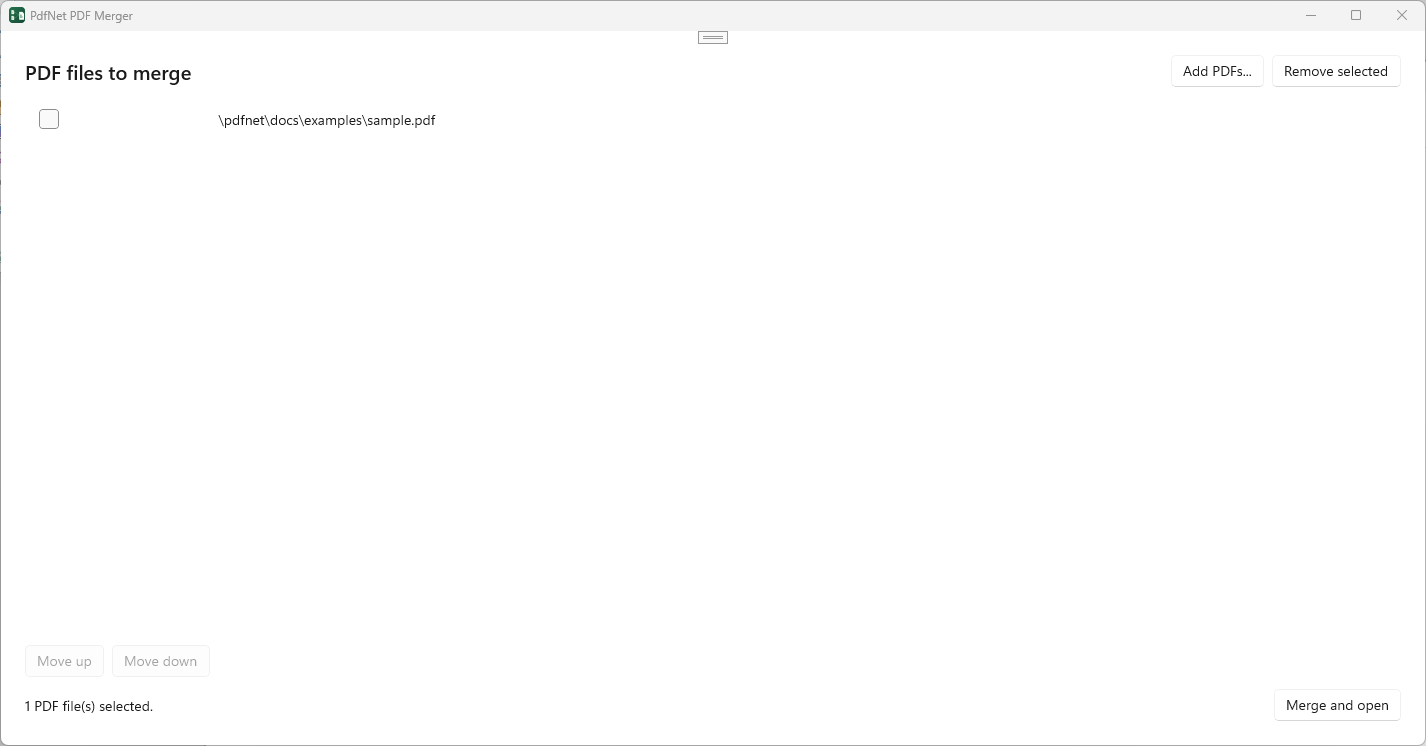 PdfNet PDF Merger
PDF files to merge
Add PDFs...
Remove selected
\pdfnet\docs\examples\sample.pdf
Move up
Move down
1 PDF file(s) selected.
Merge and open